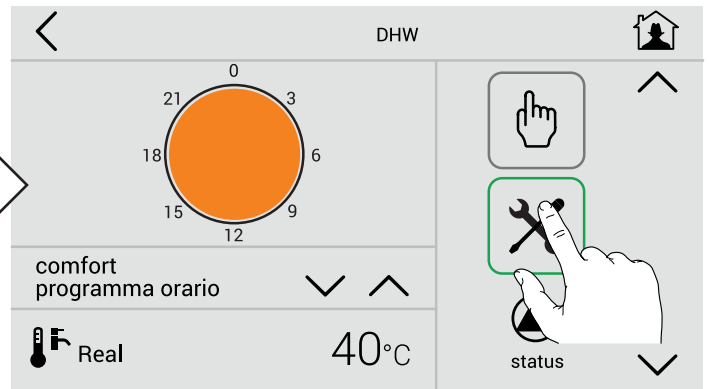 DHW
0
21 3
18 6
15 9
12
comfort
programma orario
Real 40°C
status